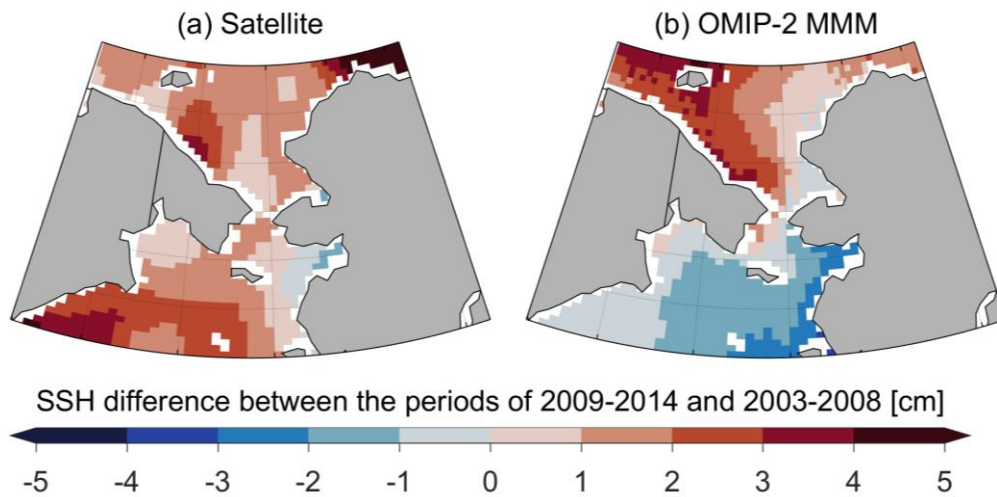 (a) Satellite
(b) OMIP-2 MMM
SSH difference between the periods of 2009-2014 and 2003-2008 [cm]
-5 -4 -3 -2 -1 0 1 2 3 4 5